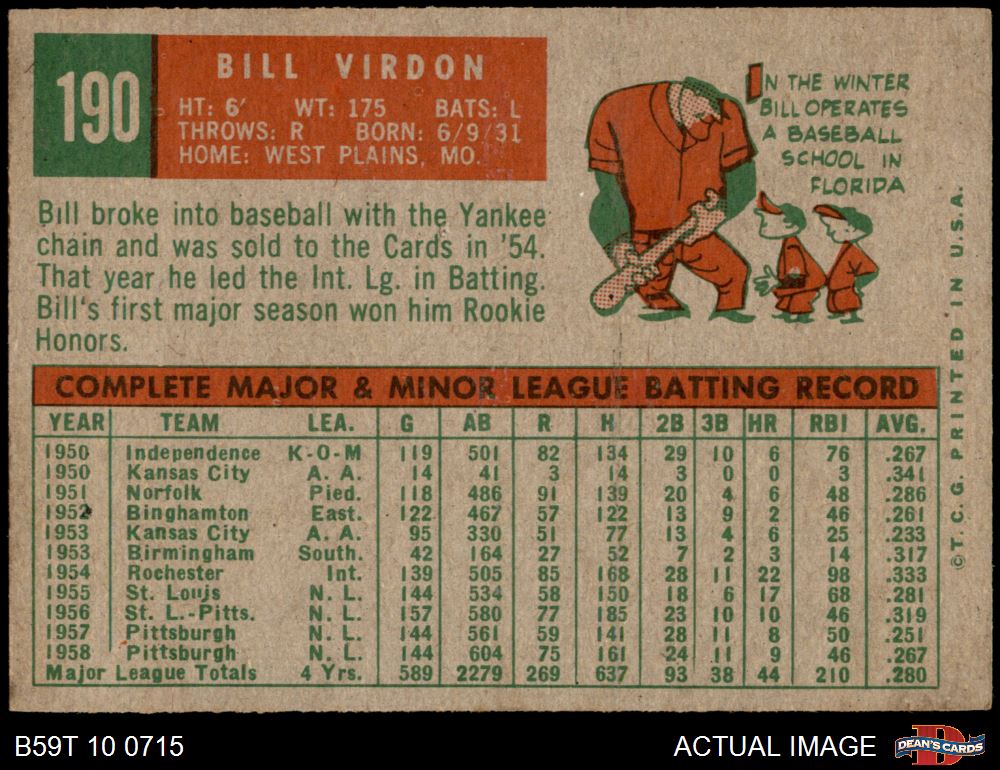 190
BILL VIRDON
HT: 6' WT: 175 BATS: L
THROWS: R BORN: 6/9/31
HOME: WEST PLAINS, MO.
IN THE WINTER
BILL OPERATES
A BASEBALL
SCHOOL IN
FLORIDA
Bill broke into baseball with the Yankee
chain and was sold to the Cards in '54.
That year he led the Int. Lg. in Batting.
Bill's first major season won him Rookie
Honors.
COMPLETE MAJOR & MINOR LEAGUE BATTING RECORD
YEAR TEAM LEA. G AB R H 2B 3B HR RBI AVG.
1950 Independence K-O-M 119 501 82 134 29 10 6 76 .267
1950 Kansas City A. A. 14 41 3 14 3 0 0 3 .341
1951 Norfolk Pied. 118 486 91 139 20 4 6 48 .286
1952 Binghamton East. 122 467 57 122 13 9 2 46 .261
1953 Kansas City A. A. 95 330 51 77 13 4 6 25 .233
1953 Birmingham South. 42 164 27 52 7 2 3 14 .317
1954 Rochester Int. 139 505 85 168 28 11 22 98 .333
1955 St. Louis N. L. 144 534 58 150 18 6 17 68 .281
1956 St. L.-Pitts. N. L. 157 580 77 185 23 10 10 46 .319
1957 Pittsburgh N. L. 144 561 59 141 28 11 8 50 .251
1958 Pittsburgh N. L. 144 604 75 161 24 11 9 46 .267
Major League Totals 4 Yrs. 589 2279 269 637 93 38 44 210 .280
©T.C.G. PRINTED IN U.S.A.
B59T 10 0715
ACTUAL IMAGE
D
DEAN'S CARDS